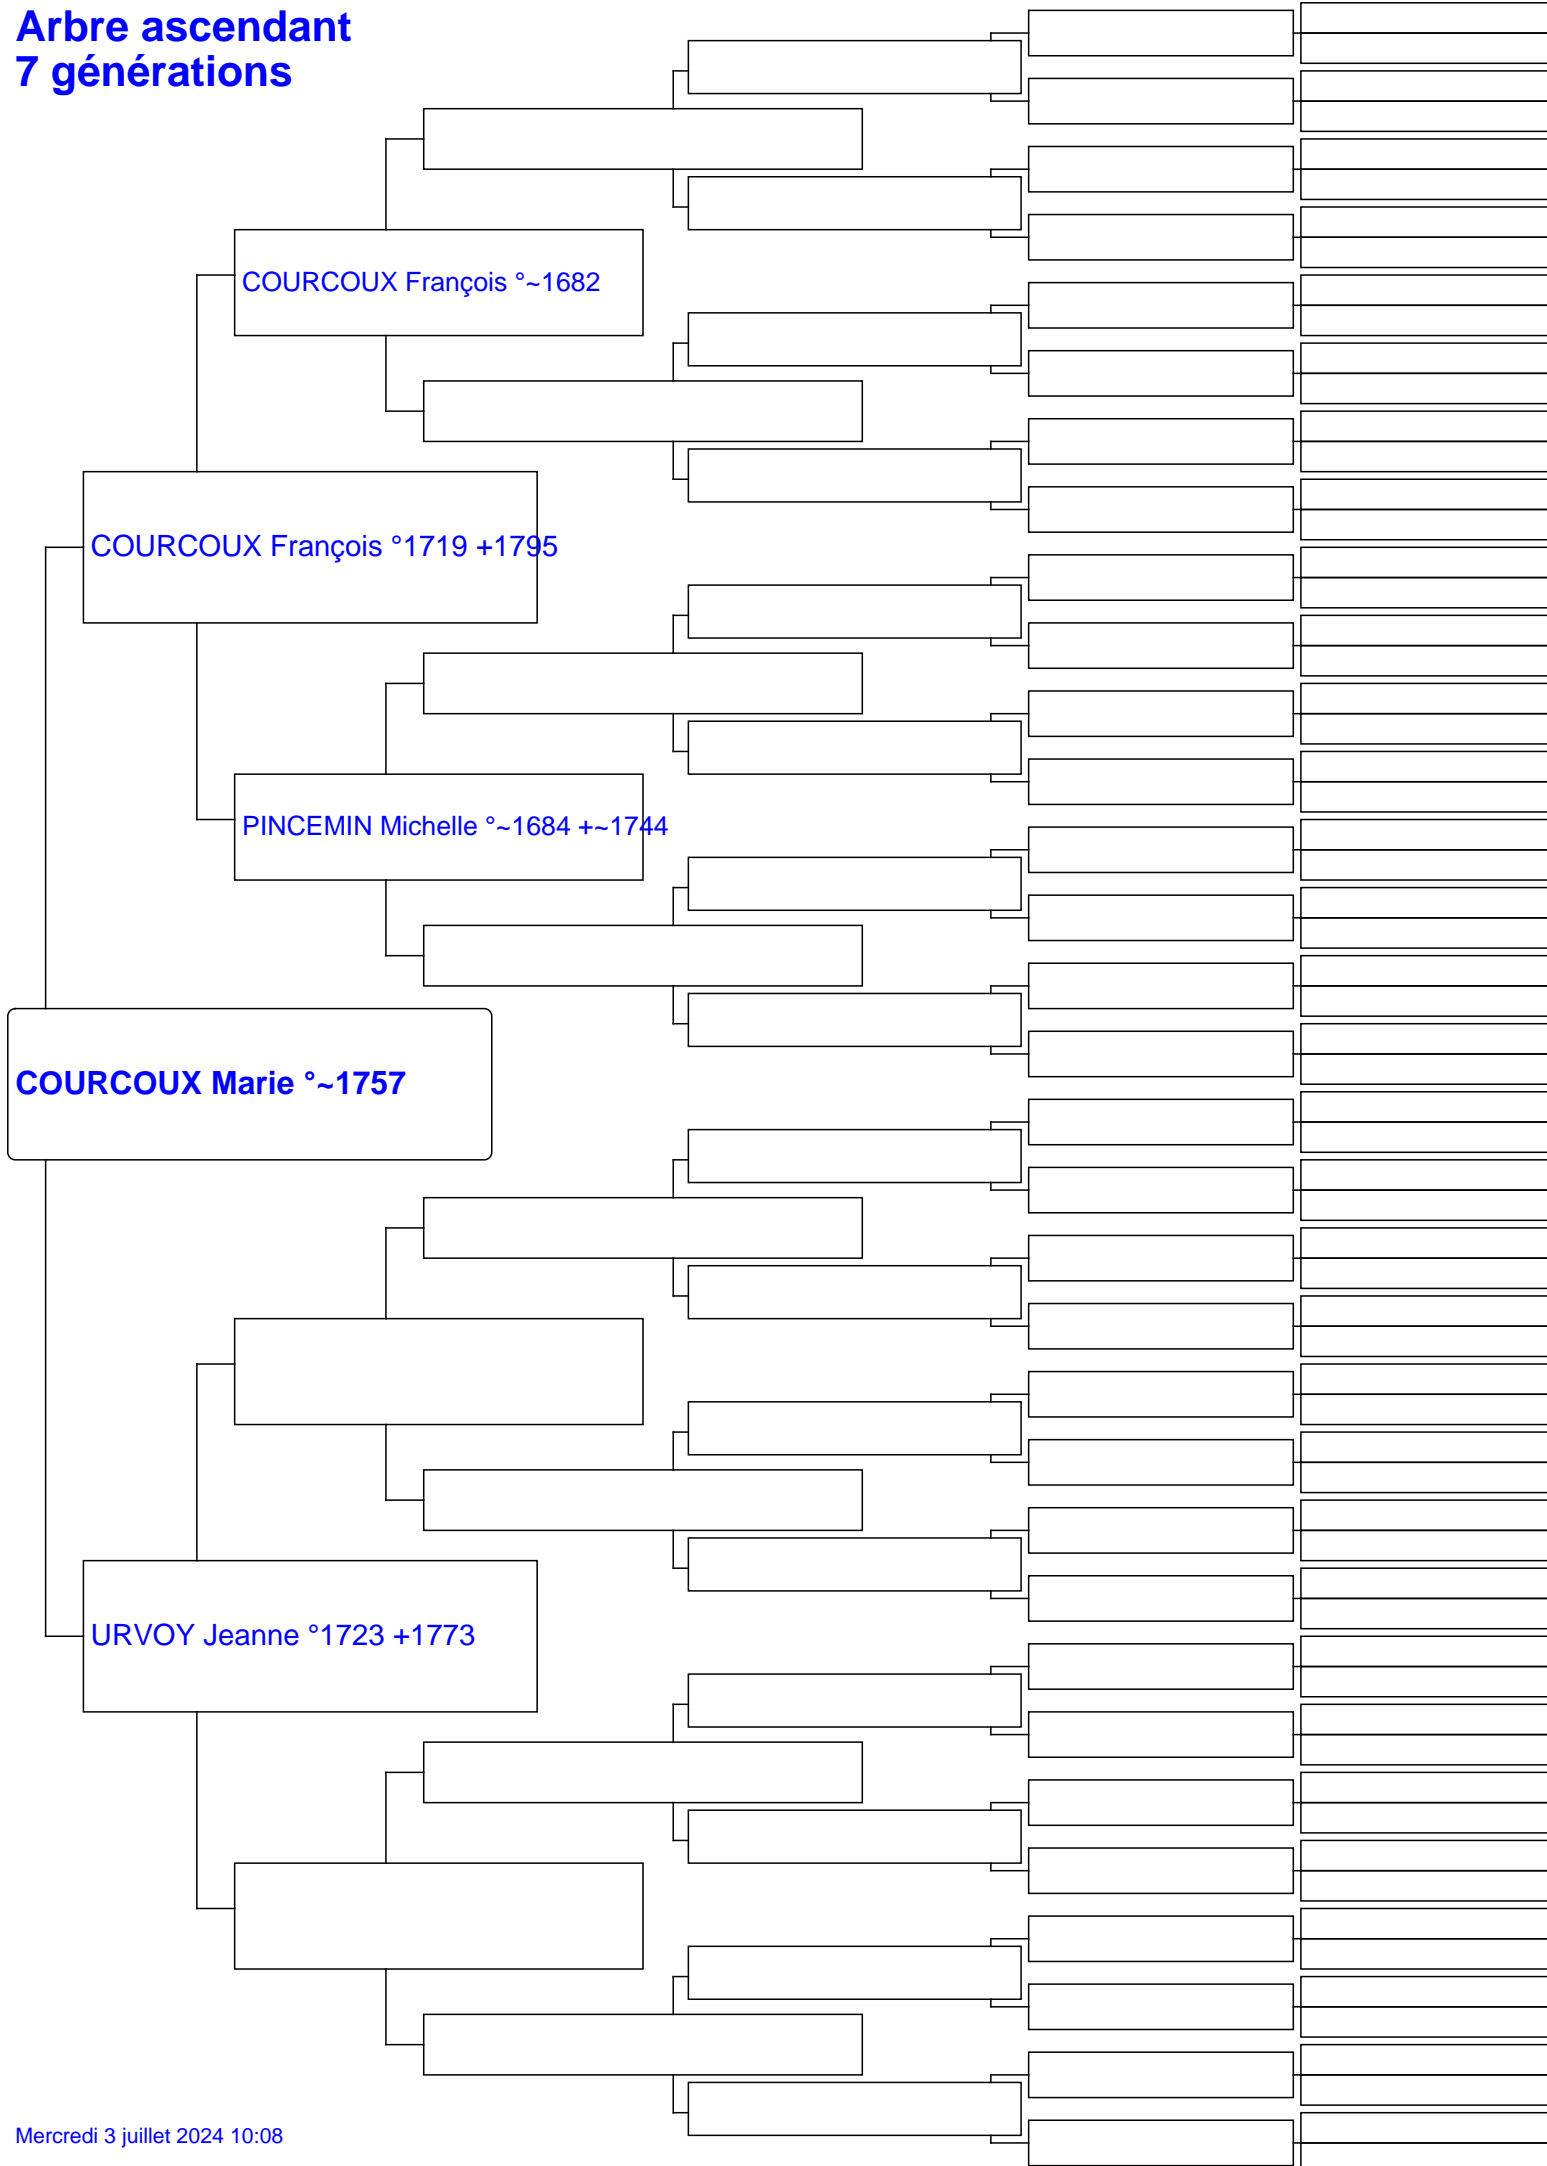 Arbre ascendant
7 générations
COURCOUX François °~1682
COURCOUX François °1719 +1795
PINCEMIN Michelle °~1684 +~1744
COURCOUX Marie °~1757
URVOY Jeanne °1723 +1773
Mercredi 3 juillet 2024 10:08